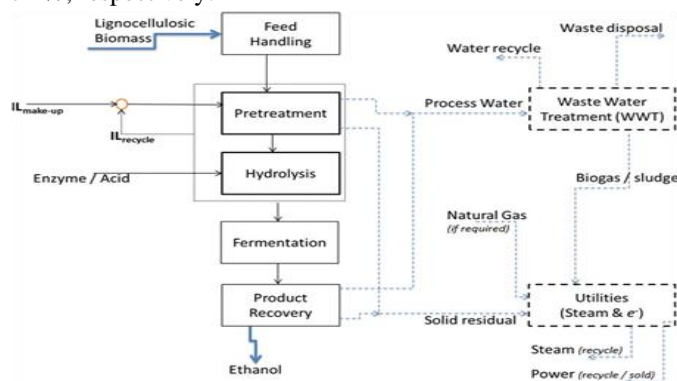 Lignocellulosic
Biomass
Feed
Handling
Waste disposal
Water recycle
IL make-up
Pretreatment
Process Water
Waste Water
Treatment (WWT)
IL recycle
Enzyme / Acid
Hydrolysis
Biogas / sludge
Natural Gas
(if required)
Fermentation
Product
Recovery
Solid residual
Utilities
(Steam & e-)
Steam (recycle)
Ethanol
Power (recycle / sold)